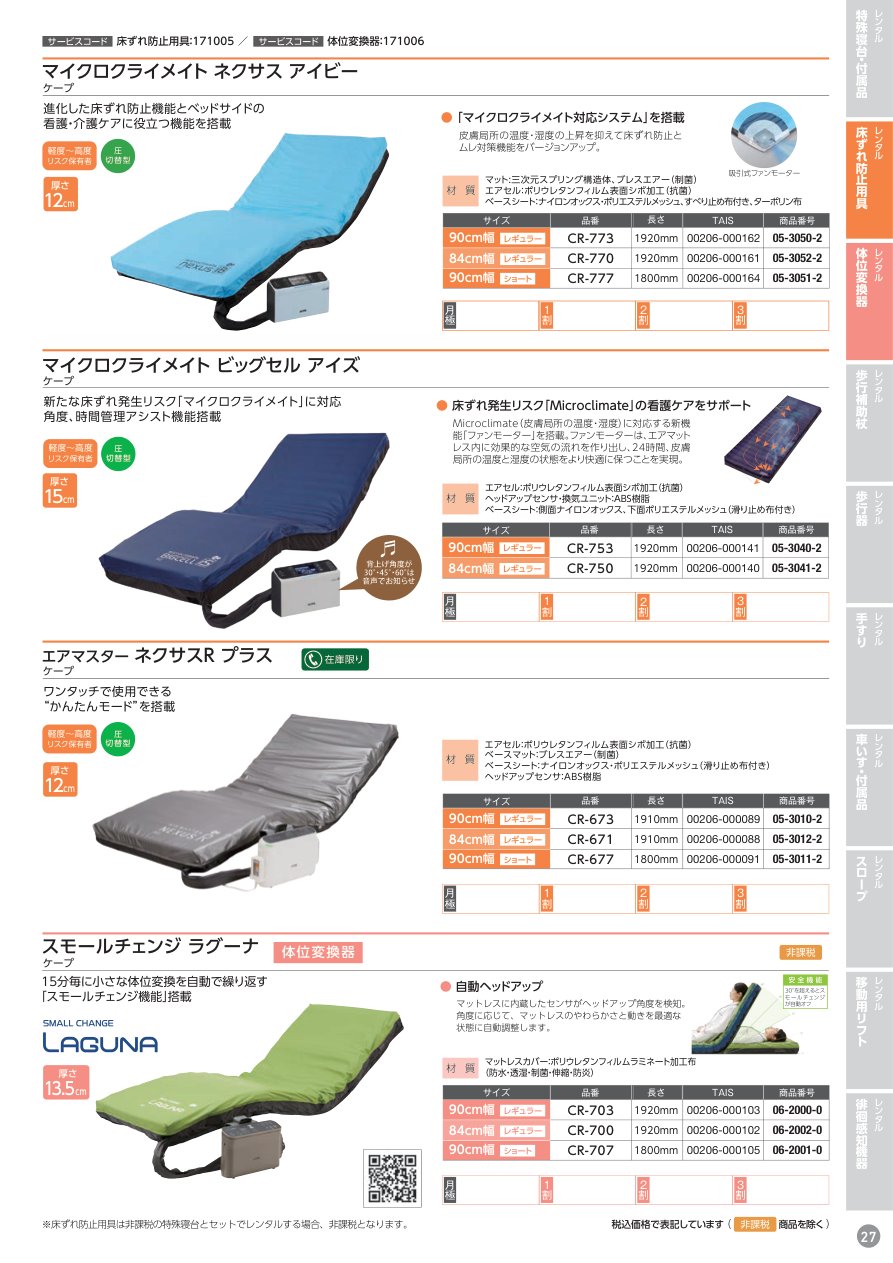 サービスコード 床ずれ防止用具:171005 ／ サービスコード 体位変換器:171006
マイクロクライメイト ネクサス アイビー
ケープ
進化した床ずれ防止機能とベッドサイドの
看護・介護ケアに役立つ機能を搭載
軽度〜高度
リスク保有者
圧
切替型
厚さ
12cm
nexus iB
● 「マイクロクライメイト対応システム」を搭載
皮膚局所の温度・湿度の上昇を抑えて床ずれ防止と
ムレ対策機能をバージョンアップ。
吸引式ファンモーター
材 質
マット:三次元スプリング構造体、ブレスエアー（制菌）
エアセル:ポリウレタンフィルム表面シボ加工（抗菌）
ベースシート:ナイロンオックス・ポリエステルメッシュ、すべり止め布付き、ターポリン布
サイズ 品番 長さ TAIS 商品番号
90cm幅 レギュラー CR-773 1920mm 00206-000162 05-3050-2
84cm幅 レギュラー CR-770 1920mm 00206-000161 05-3052-2
90cm幅 ショート CR-777 1800mm 00206-000164 05-3051-2
月極 1割 2割 3割
マイクロクライメイト ビッグセル アイズ
ケープ
新たな床ずれ発生リスク「マイクロクライメイト」に対応
角度、時間管理アシスト機能搭載
軽度〜高度
リスク保有者
圧
切替型
厚さ
15cm
BIGCELL iS
背上げ角度が
30°・45°・60°は
音声でお知らせ
● 床ずれ発生リスク「Microclimate」の看護ケアをサポート
Microclimate（皮膚局所の温度・湿度）に対応する新機
能「ファンモーター」を搭載。ファンモーターは、エアマット
レス内に効果的な空気の流れを作り出し、24時間、皮膚
局所の温度と湿度の状態をより快適に保つことを実現。
材 質
エアセル:ポリウレタンフィルム表面シボ加工（抗菌）
ヘッドアップセンサ・換気ユニット:ABS樹脂
ベースシート:側面ナイロンオックス、下面ポリエステルメッシュ（滑り止め布付き）
サイズ 品番 長さ TAIS 商品番号
90cm幅 レギュラー CR-753 1920mm 00206-000141 05-3040-2
84cm幅 レギュラー CR-750 1920mm 00206-000140 05-3041-2
月極 1割 2割 3割
エアマスター ネクサスR プラス
在庫限り
ケープ
ワンタッチで使用できる
“かんたんモード”を搭載
軽度〜高度
リスク保有者
圧
切替型
厚さ
12cm
NEXUS R
材 質
エアセル:ポリウレタンフィルム表面シボ加工（抗菌）
ベースマット:ブレスエアー（制菌）
ベースシート:ナイロンオックス・ポリエステルメッシュ（滑り止め布付き）
ヘッドアップセンサ:ABS樹脂
サイズ 品番 長さ TAIS 商品番号
90cm幅 レギュラー CR-673 1910mm 00206-000089 05-3010-2
84cm幅 レギュラー CR-671 1910mm 00206-000088 05-3012-2
90cm幅 ショート CR-677 1800mm 00206-000091 05-3011-2
月極 1割 2割 3割
スモールチェンジ ラグーナ 体位変換器
非課税
ケープ
15分毎に小さな体位変換を自動で繰り返す
「スモールチェンジ機能」搭載
SMALL CHANGE
LAGUNA
厚さ
13.5cm
LAGUNA
● 自動ヘッドアップ
マットレスに内蔵したセンサがヘッドアップ角度を検知。
角度に応じて、マットレスのやわらかさと動きを最適な
状態に自動調整します。
安全機能
30°を超えるとス
モールチェンジ
が自動オフ
材 質
マットレスカバー:ポリウレタンフィルムラミネート加工布
（防水・透湿・制菌・伸縮・防炎）
サイズ 品番 長さ TAIS 商品番号
90cm幅 レギュラー CR-703 1920mm 00206-000103 06-2000-0
84cm幅 レギュラー CR-700 1920mm 00206-000102 06-2002-0
90cm幅 ショート CR-707 1800mm 00206-000105 06-2001-0
月極 1割 2割 3割
※床ずれ防止用具は非課税の特殊寝台とセットでレンタルする場合、非課税となります。
税込価格で表記しています（ 非課税 商品を除く）
27
レンタル
特殊寝台・付属品
レンタル
床ずれ防止用具
レンタル
体位変換器
レンタル
歩行補助杖
レンタル
歩行器
レンタル
手すり
レンタル
車いす・付属品
レンタル
スロープ
レンタル
移動用リフト
レンタル
徘徊感知機器